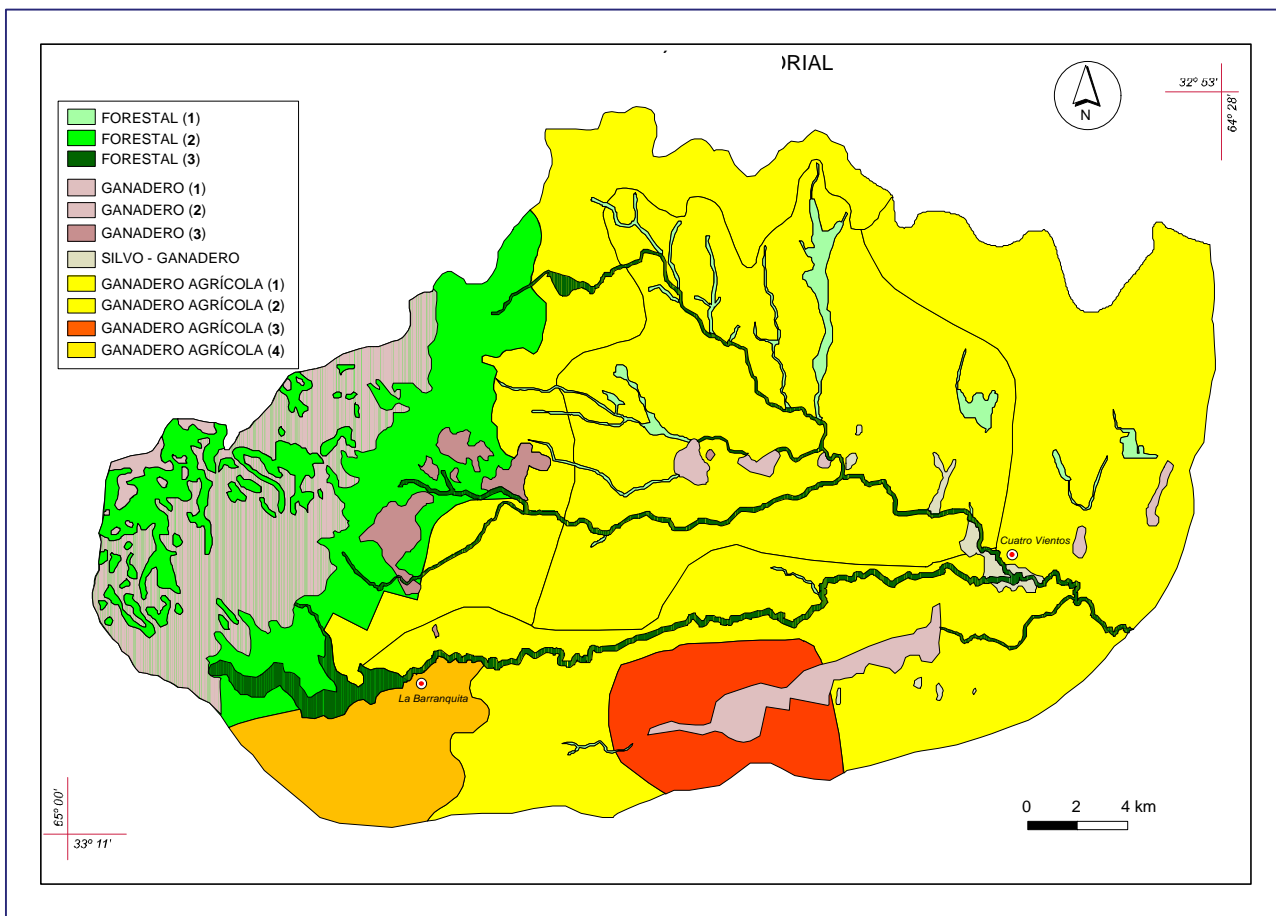 32º 53'
64º 28'
N
FORESTAL (1)
FORESTAL (2)
FORESTAL (3)
GANADERO (1)
GANADERO (2)
GANADERO (3)
SILVO - GANADERO
GANADERO AGRÍCOLA (1)
GANADERO AGRÍCOLA (2)
GANADERO AGRÍCOLA (3)
GANADERO AGRÍCOLA (4)
Cuatro Vientos
La Barranquita
65º 00'
33º 11'
0 2 4 km